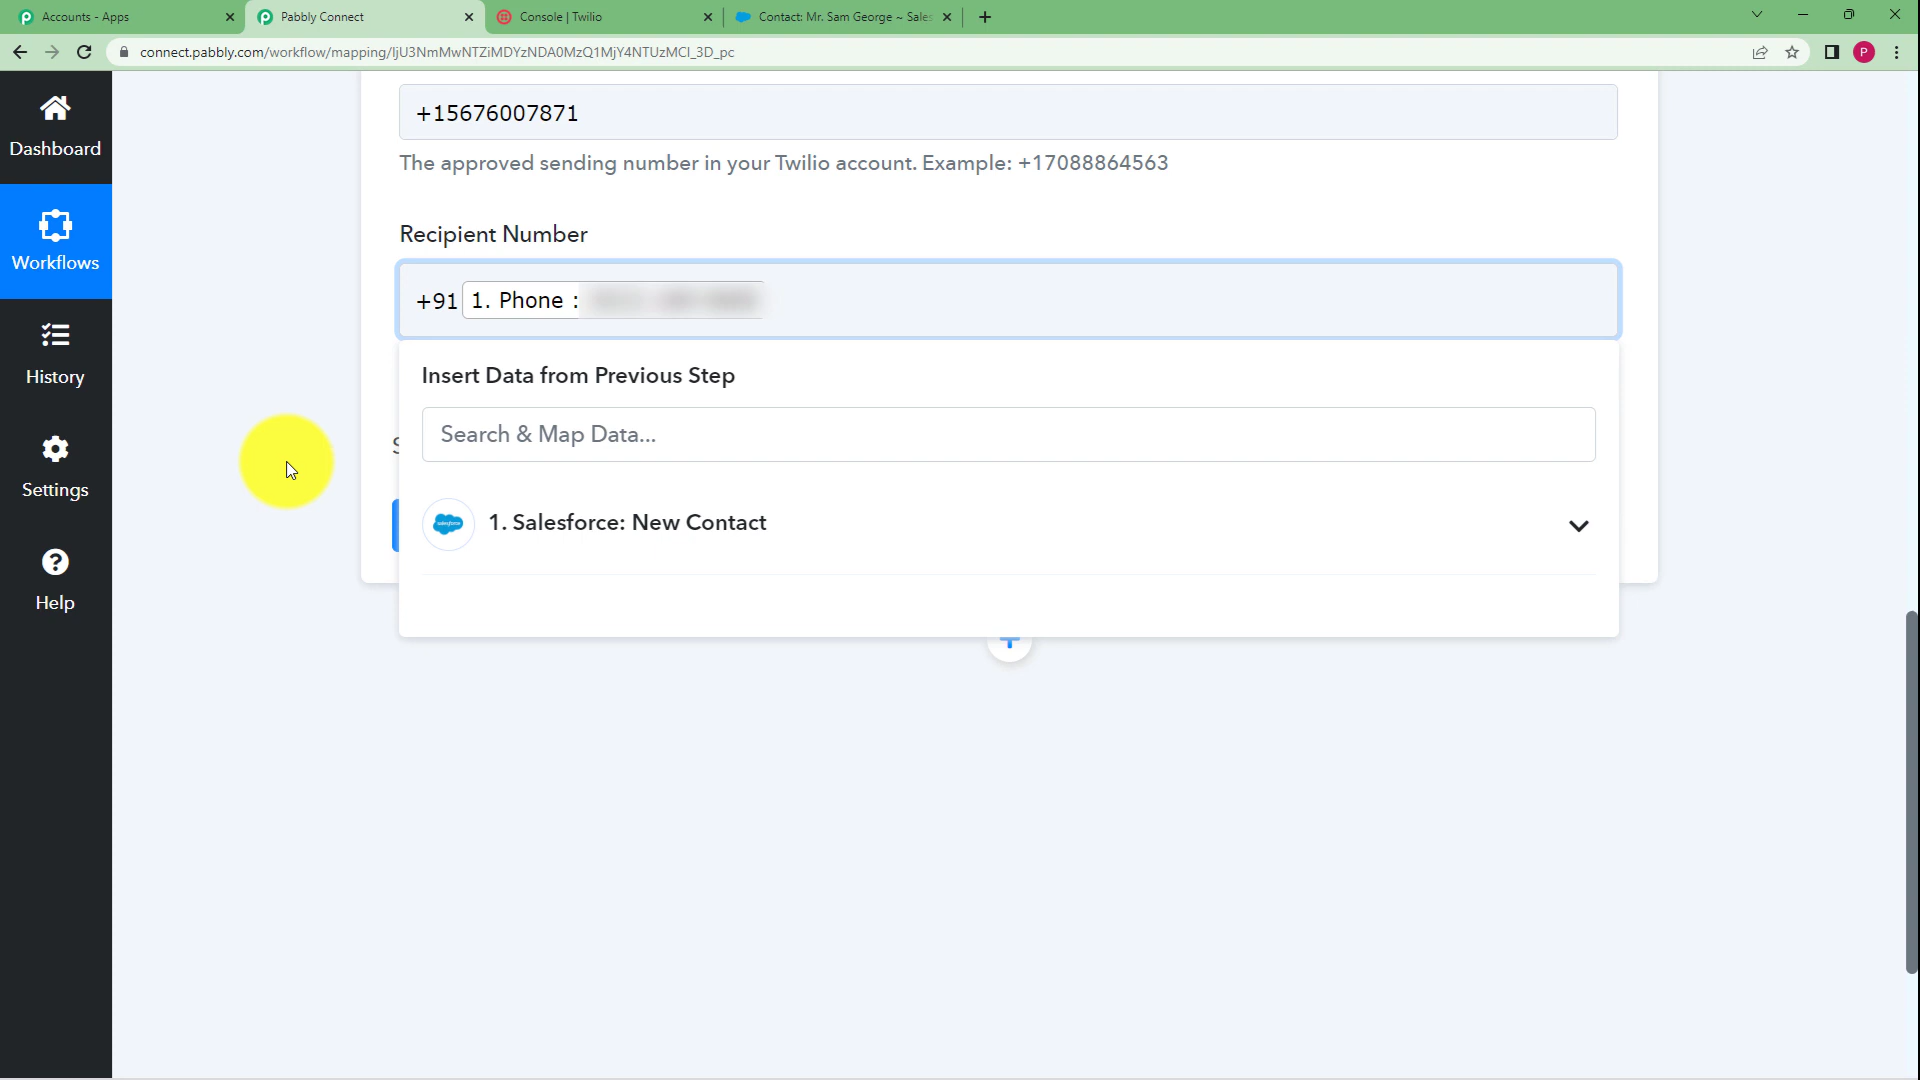 Accounts - Apps
Pabbly Connect
Console | Twilio
Contact: Mr. Sam George ~ Sales
connect.pabbly.com/workflow/mapping/IjU3NmMwNTZiMDYzNDA0MzQ1MjY4NTUzMCI_3D_pc
P
Dashboard
Workflows
History
Settings
Help
+15676007871
The approved sending number in your Twilio account. Example: +17088864563
Recipient Number
+91 1. Phone :
Insert Data from Previous Step
Search & Map Data...
S
salesforce
1. Salesforce: New Contact